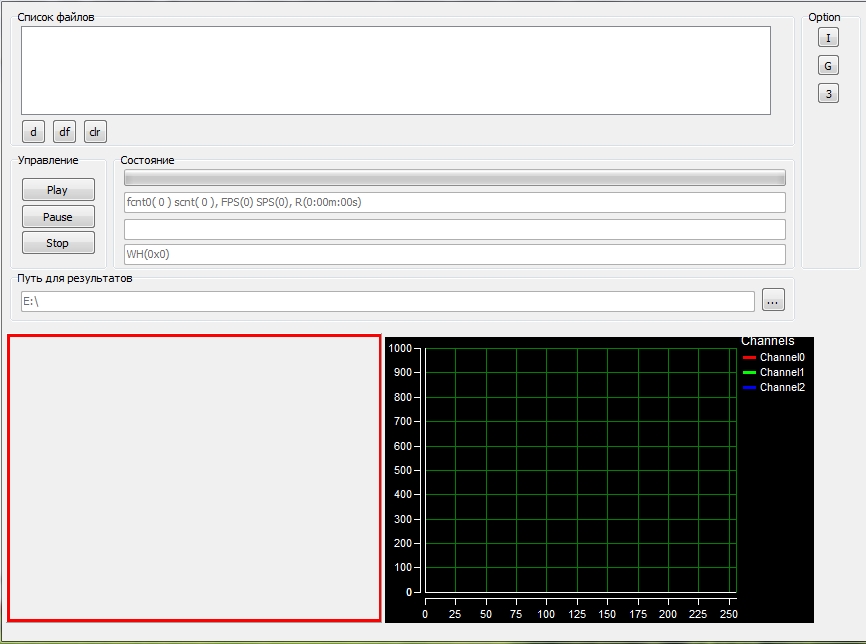 Список файлов
Option
I
G
3
d df clr
Управление
Состояние
Play
Pause
Stop
fcnt0( 0 ) scnt( 0 ), FPS(0) SPS(0), R(0:00m:00s)
WH(0x0)
Путь для результатов
E:\
...
Channels
Channel0
Channel1
Channel2
1000
900
800
700
600
500
400
300
200
100
0
0 25 50 75 100 125 150 175 200 225 250